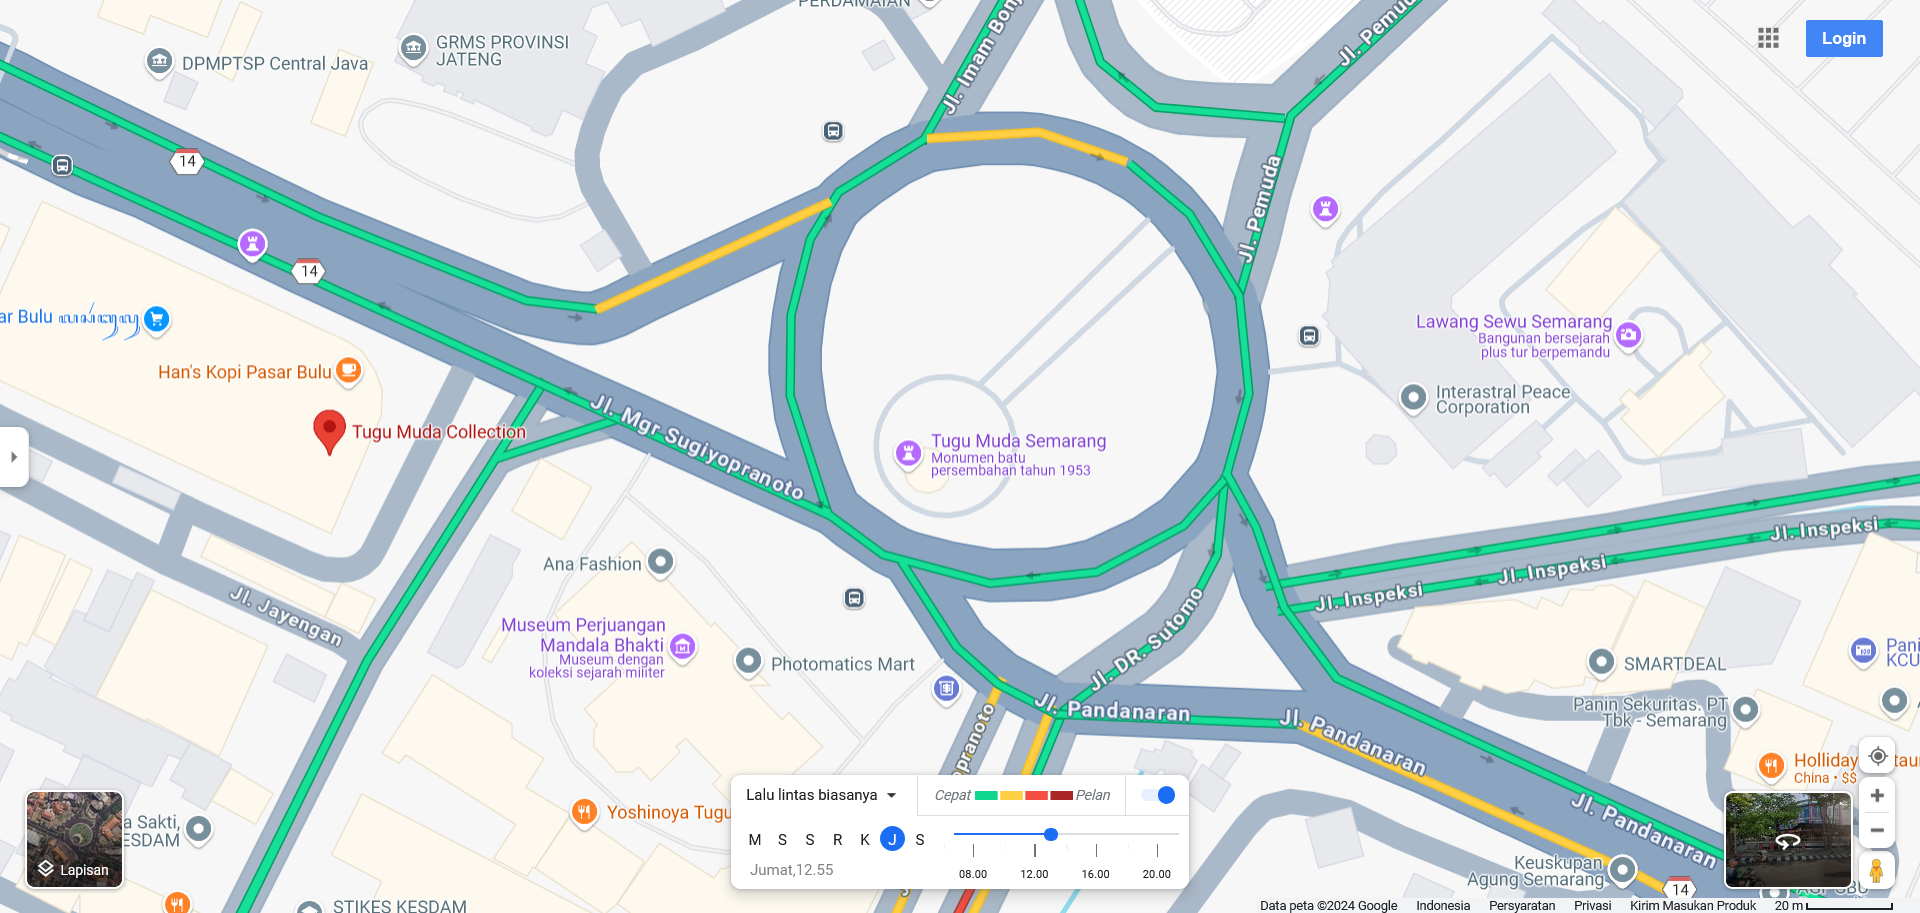 PERDAMAIAN
GRMS PROVINSI
JATENG
DPMPTSP Central Java
Jl. Imam Bonj
Jl. Pemuda
Login
14
Jl. Pemuda
14
ar Bulu
Han's Kopi Pasar Bulu
Tugu Muda Collection
Jl. Mgr Sugiyopranoto
Tugu Muda Semarang
Monumen batu
persembahan tahun 1953
Lawang Sewu Semarang
Bangunan bersejarah
plus tur berpemandu
Interastral Peace
Corporation
Jl. Inspeksi
Jl. Inspeksi
Jl. Inspeksi
Ana Fashion
Jl. Jayengan
Museum Perjuangan
Mandala Bhakti
Museum dengan
koleksi sejarah militer
Photomatics Mart
Jl. DR. Sutomo
Jl. Pandanaran
Jl. Pandanaran
Jl. Pandanaran
SMARTDEAL
Pani
KCU
Panin Sekuritas. PT
Tbk - Semarang
Holliday
taur
China • $$
opranoto
Yoshinoya Tugu
a Sakti,
ESDAM
Lapisan
STIKES KESDAM
Lalu lintas biasanya
Cepat
Pelan
M S S R K J S
Jumat,12.55
08.00 12.00 16.00 20.00
Keuskupan
Agung Semarang
14
Data peta ©2024 Google Indonesia Persyaratan Privasi Kirim Masukan Produk 20 m